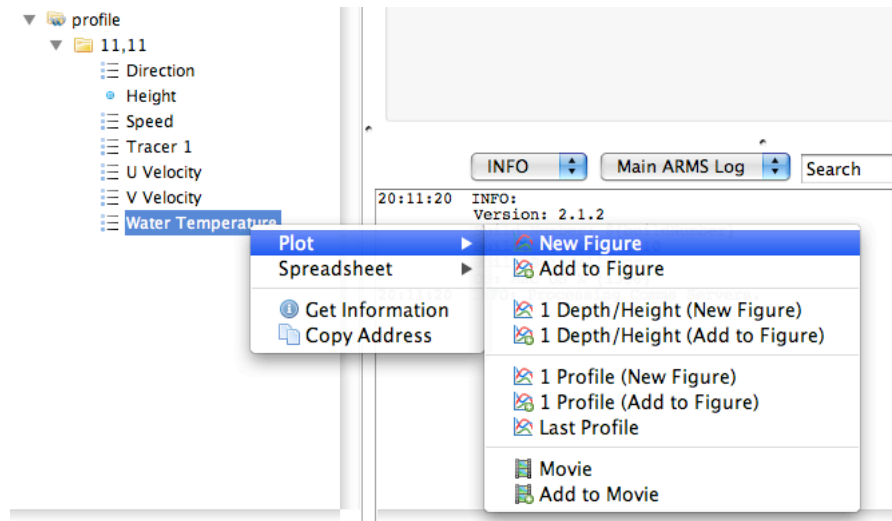 profile
11,11
Direction
Height
Speed
Tracer 1
U Velocity
V Velocity
Water Temperature
INFO
Main ARMS Log
Search
20:11:20 INFO:
Version: 2.1.2
Plot
Spreadsheet
Get Information
Copy Address
New Figure
Add to Figure
1 Depth/Height (New Figure)
1 Depth/Height (Add to Figure)
1 Profile (New Figure)
1 Profile (Add to Figure)
Last Profile
Movie
Add to Movie